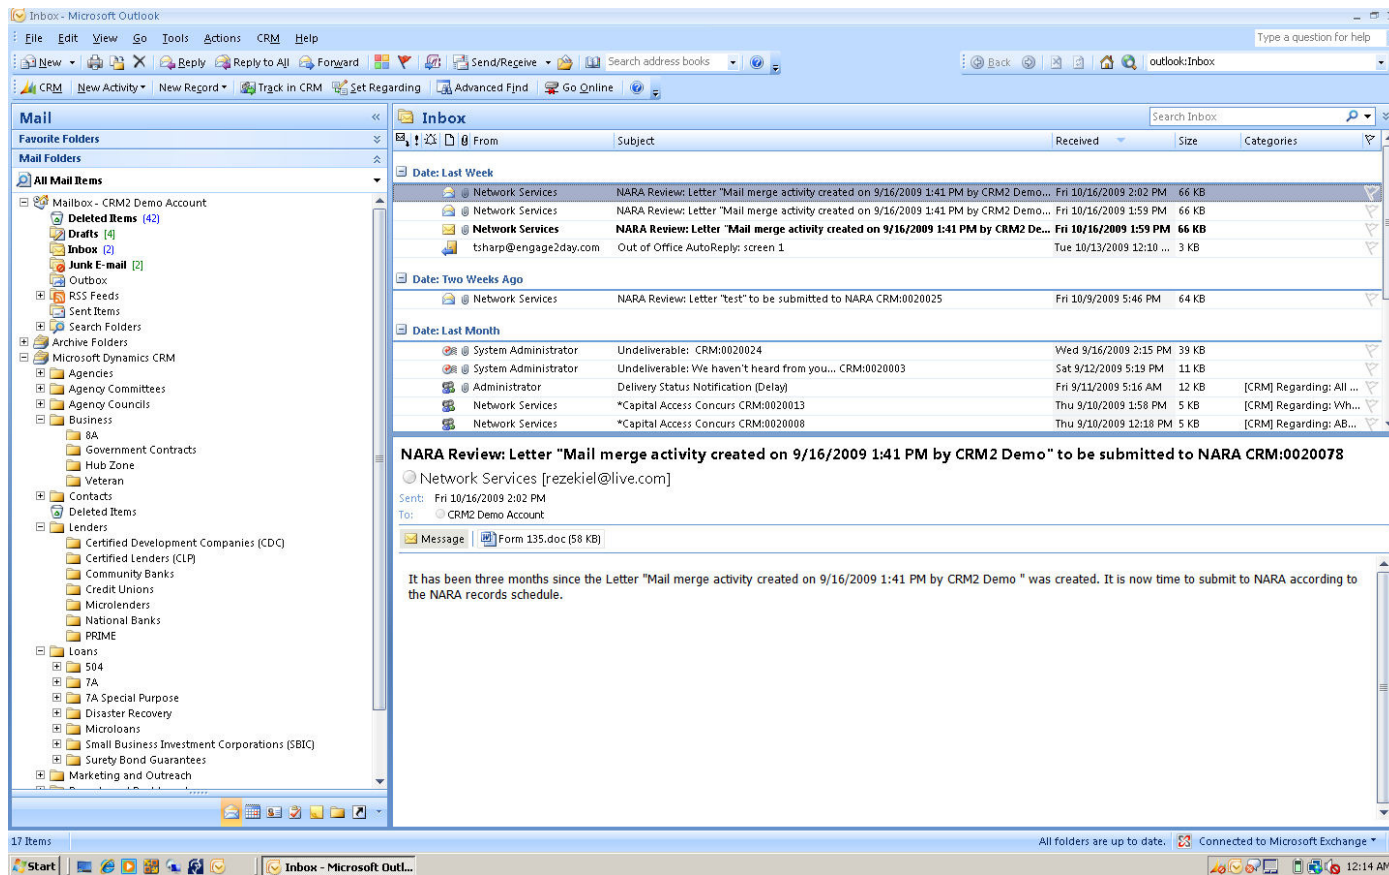 Inbox - Microsoft Outlook
File Edit View Go Tools Actions CRM Help
Type a question for help
New Reply Reply to All Forward Send/Receive Search address books Back outlook:Inbox
CRM New Activity New Record Track in CRM Set Regarding Advanced Find Go Online
Mail
Favorite Folders
Mail Folders
All Mail Items
Mailbox - CRM2 Demo Account
Deleted Items (42)
Drafts [4]
Inbox (2)
Junk E-mail [2]
Outbox
RSS Feeds
Sent Items
Search Folders
Archive Folders
Microsoft Dynamics CRM
Agencies
Agency Committees
Agency Councils
Business
8A
Government Contracts
Hub Zone
Veteran
Contacts
Deleted Items
Lenders
Certified Development Companies (CDC)
Certified Lenders (CLP)
Community Banks
Credit Unions
Microlenders
National Banks
PRIME
Loans
504
7A
7A Special Purpose
Disaster Recovery
Microloans
Small Business Investment Corporations (SBIC)
Surety Bond Guarantees
Marketing and Outreach
Inbox
Search Inbox
From Subject Received Size Categories
Date: Last Week
Network Services NARA Review: Letter "Mail merge activity created on 9/16/2009 1:41 PM by CRM2 Demo... Fri 10/16/2009 2:02 PM 66 KB
Network Services NARA Review: Letter "Mail merge activity created on 9/16/2009 1:41 PM by CRM2 Demo... Fri 10/16/2009 1:59 PM 66 KB
Network Services NARA Review: Letter "Mail merge activity created on 9/16/2009 1:41 PM by CRM2 De... Fri 10/16/2009 1:59 PM 66 KB
tsharp@engage2day.com Out of Office AutoReply: screen 1 Tue 10/13/2009 12:10 ... 3 KB
Date: Two Weeks Ago
Network Services NARA Review: Letter "test" to be submitted to NARA CRM:0020025 Fri 10/9/2009 5:46 PM 64 KB
Date: Last Month
System Administrator Undeliverable: CRM:0020024 Wed 9/16/2009 2:15 PM 39 KB
System Administrator Undeliverable: We haven't heard from you... CRM:0020003 Sat 9/12/2009 5:19 PM 11 KB
Administrator Delivery Status Notification (Delay) Fri 9/11/2009 5:16 AM 12 KB [CRM] Regarding: All ...
Network Services *Capital Access Concurs CRM:0020013 Thu 9/10/2009 1:58 PM 5 KB [CRM] Regarding: Wh...
Network Services *Capital Access Concurs CRM:0020008 Thu 9/10/2009 12:18 PM 5 KB [CRM] Regarding: AB...
NARA Review: Letter "Mail merge activity created on 9/16/2009 1:41 PM by CRM2 Demo" to be submitted to NARA CRM:0020078
Network Services [rezekiel@live.com]
Sent: Fri 10/16/2009 2:02 PM
To: CRM2 Demo Account
Message Form 135.doc (58 KB)
It has been three months since the Letter "Mail merge activity created on 9/16/2009 1:41 PM by CRM2 Demo " was created. It is now time to submit to NARA according to
the NARA records schedule.
17 Items
All folders are up to date. Connected to Microsoft Exchange
Start Inbox - Microsoft Outl... 12:14 AM